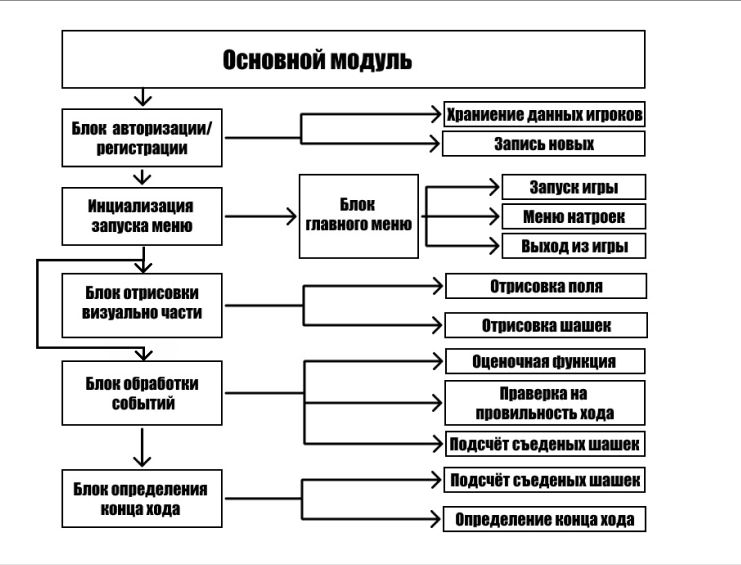 Основной модуль
Блок авторизации/
регистрации
Храниение данных игроков
Запись новых
Инциализация
запуска меню
Блок
главного меню
Запуск игры
Меню натроек
Выход из игры
Блок отрисовки
визуально части
Отрисовка поля
Отрисовка шашек
Блок обработки
событий
Оценочная функция
Праверка на
провильность хода
Подсчёт съеденых шашек
Блок определения
конца хода
Подсчёт съеденых шашек
Определение конца хода